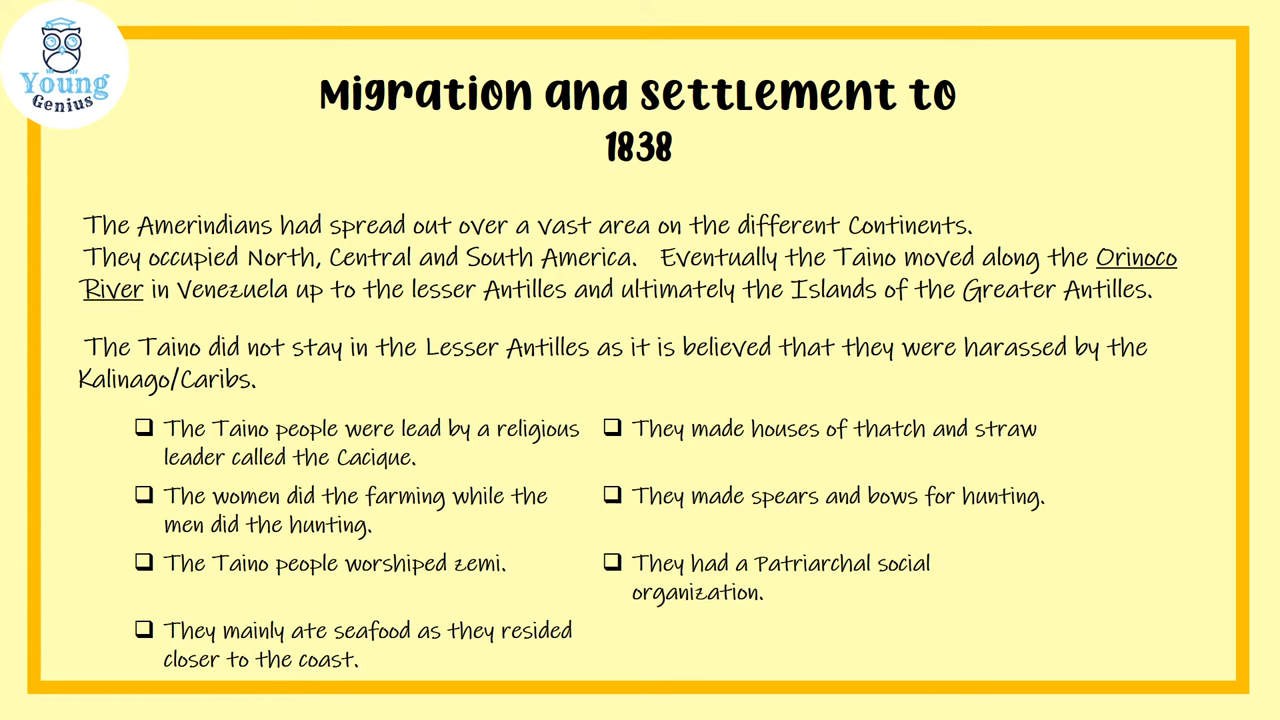 Young
Genius
Migration and Settlement to
1838
The Amerindians had spread out over a vast area on the different Continents.
They occupied North, Central and South America. Eventually the Taino moved along the Orinoco
River in Venezuela up to the lesser Antilles and ultimately the Islands of the Greater Antilles.
The Taino did not stay in the Lesser Antilles as it is believed that they were harassed by the
Kalinago/Caribs.
The Taino people were lead by a religious
leader called the Cacique.
The women did the farming while the
men did the hunting.
The Taino people worshiped zemi.
They mainly ate seafood as they resided
closer to the coast.
They made houses of thatch and straw
They made spears and bows for hunting.
They had a Patriarchal social
organization.